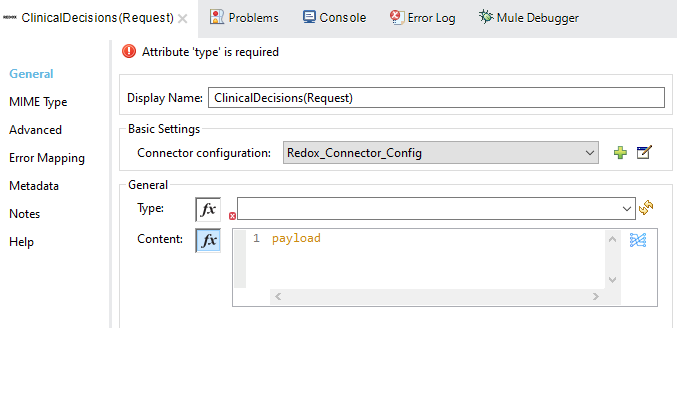 REDOX ClinicalDecisions(Request) Problems Console Error Log Mule Debugger
Attribute 'type' is required
General
MIME Type
Advanced
Error Mapping
Metadata
Notes
Help
Display Name: ClinicalDecisions(Request)
Basic Settings
Connector configuration: Redox_Connector_Config
General
Type: fx
Content: fx 1 payload